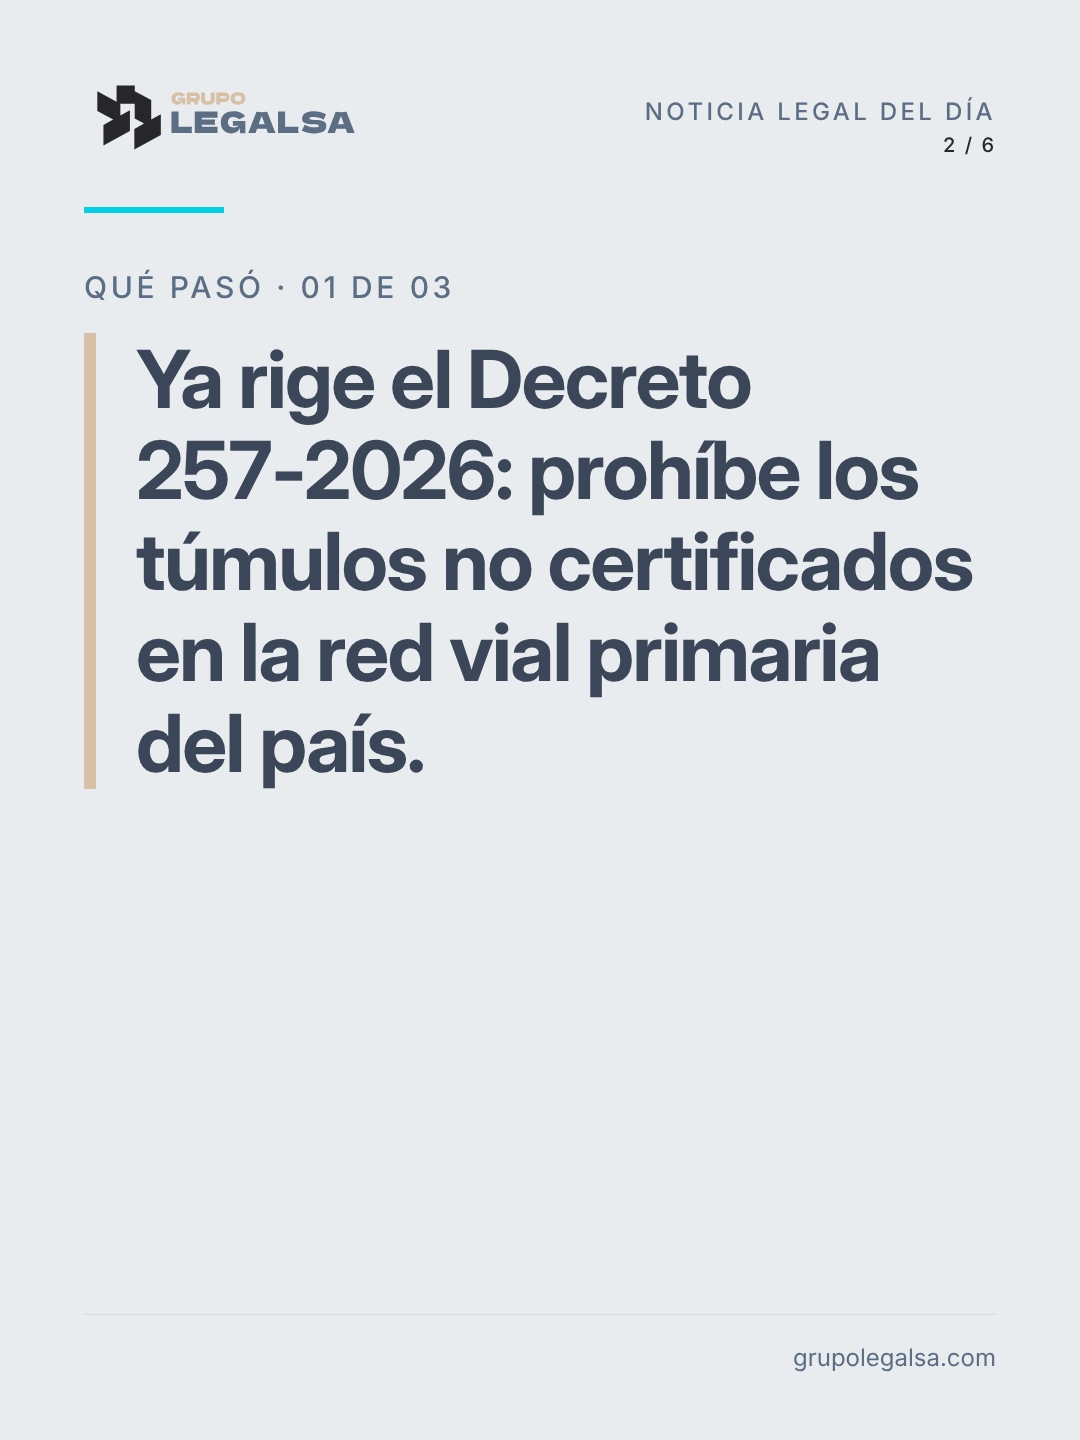 GRUPO
LEGALSA
NOTICIA LEGAL DEL DÍA
2 / 6
QUÉ PASÓ · 01 DE 03
Ya rige el Decreto
257-2026: prohíbe los
túmulos no certificados
en la red vial primaria
del país.
grupolegalsa.com